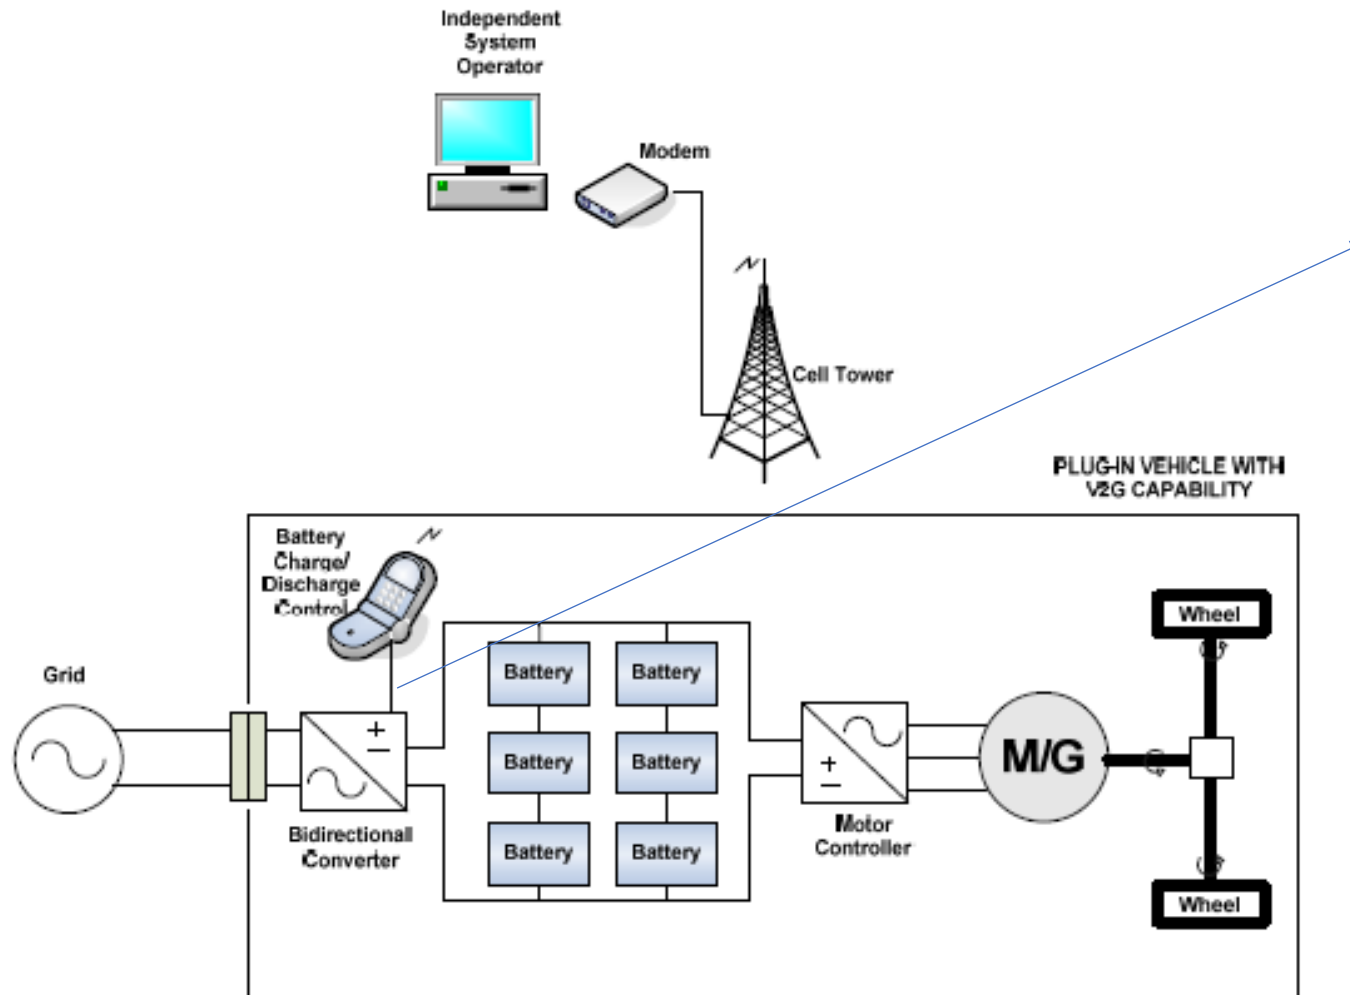 Independent
System
Operator
Modem
Cell Tower
PLUG-IN VEHICLE WITH
V2G CAPABILITY
Battery
Charge/
Discharge
Control
Wheel
Grid
Battery
Battery
Battery
Battery
M/G
Bidirectional
Converter
Motor
Controller
Battery
Battery
Wheel